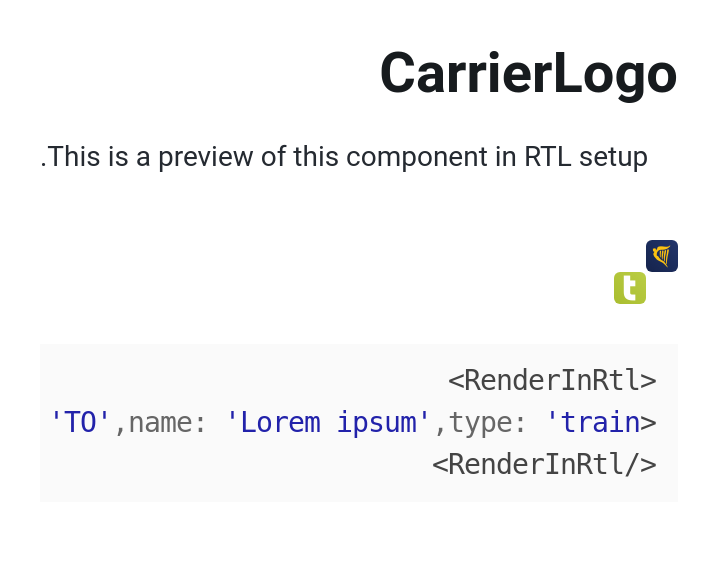 CarrierLogo
.This is a preview of this component in RTL setup
t
<RenderInRtl>
'TO',name: 'Lorem ipsum',type: 'train>
<RenderInRtl/>